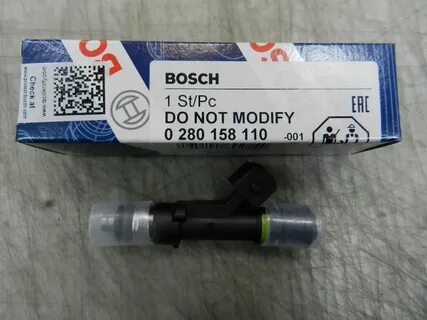 BOSCH
1 St/Pc
DO NOT MODIFY
0 280 158 110 -001
Check at
EAC